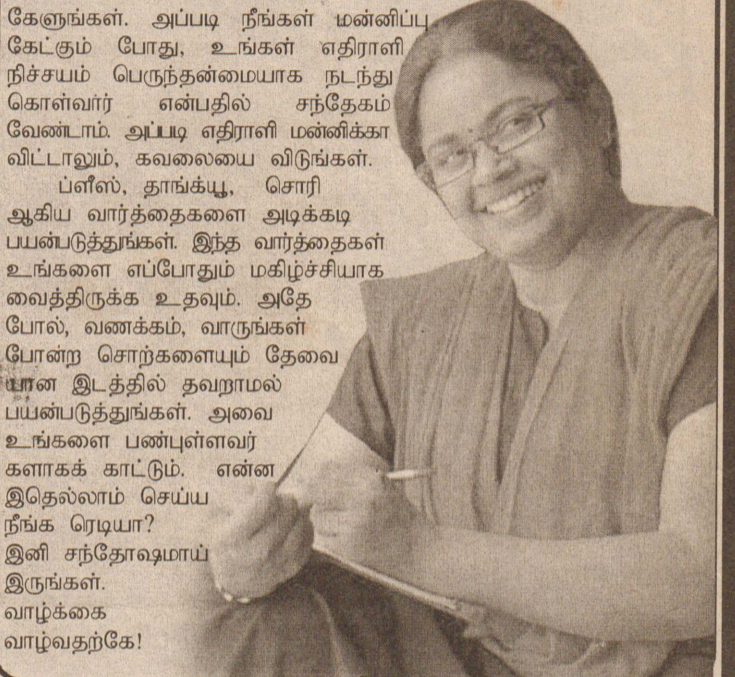 கேளுங்கள். அப்படி நீங்கள் மன்னிப்பு
கேட்கும் போது, உங்கள் எதிராளி
நிச்சயம் பெருந்தன்மையாக நடந்து
கொள்வார் என்பதில் சந்தேகம்
வேண்டாம். அப்படி எதிராளி மன்னிக்கா
விட்டாலும், கவலையை விடுங்கள்.
ப்ளீஸ், தாங்க்யூ, சொரி
ஆகிய வார்த்தைகளை அடிக்கடி
பயன்படுத்துங்கள். இந்த வார்த்தைகள்
உங்களை எப்போதும் மகிழ்ச்சியாக
வைத்திருக்க உதவும். அதே
போல், வணக்கம், வாருங்கள்
போன்ற சொற்களையும் தேவை
யான இடத்தில் தவறாமல்
பயன்படுத்துங்கள். அவை
உங்களை பண்புள்ளவர்
களாகக் காட்டும். என்ன
இதெல்லாம் செய்ய
நீங்க ரெடியா?
இனி சந்தோஷமாய்
இருங்கள்.
வாழ்க்கை
வாழ்வதற்கே!